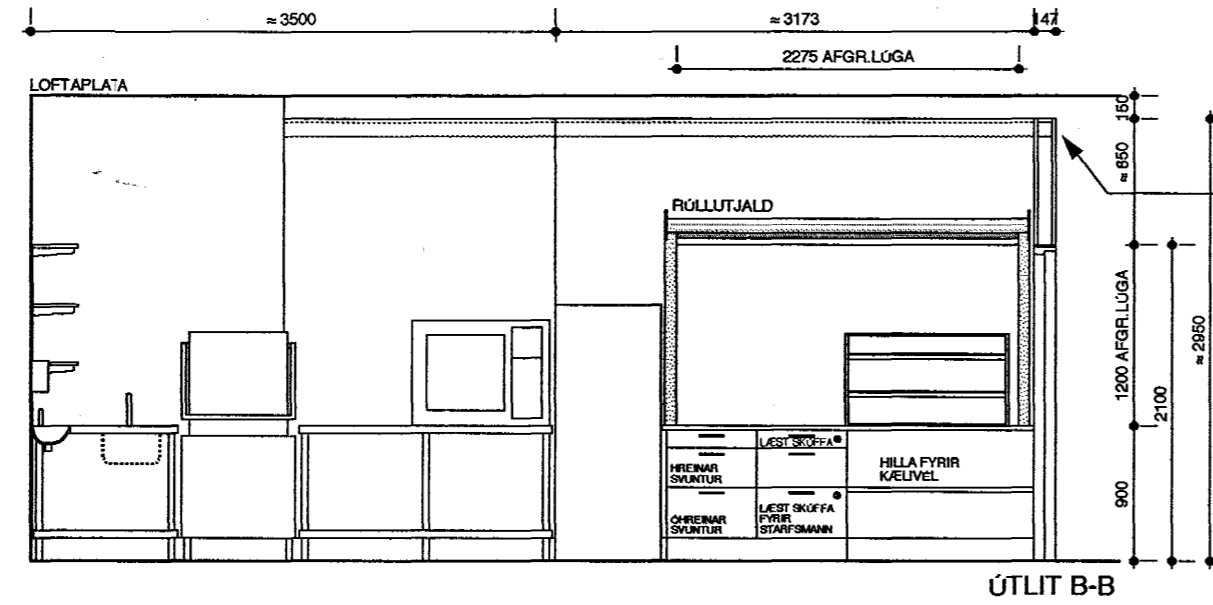 ≈ 3500
≈ 3173
147
2275 AFGR.LÚGA
LOFTAPLATA
150
≈ 650
RÚLLUTJALD
1200 AFGR.LÚGA
2100
≈ 2950
900
LÆST SKÚFFA
HREINAR
SVUNTUR
HILLA FYRIR
KÆLIVÉL
ÓHREINAR
SVUNTUR
LÆST SKÚFFA
FYRIR
STARFSMANN
ÚTLIT B-B